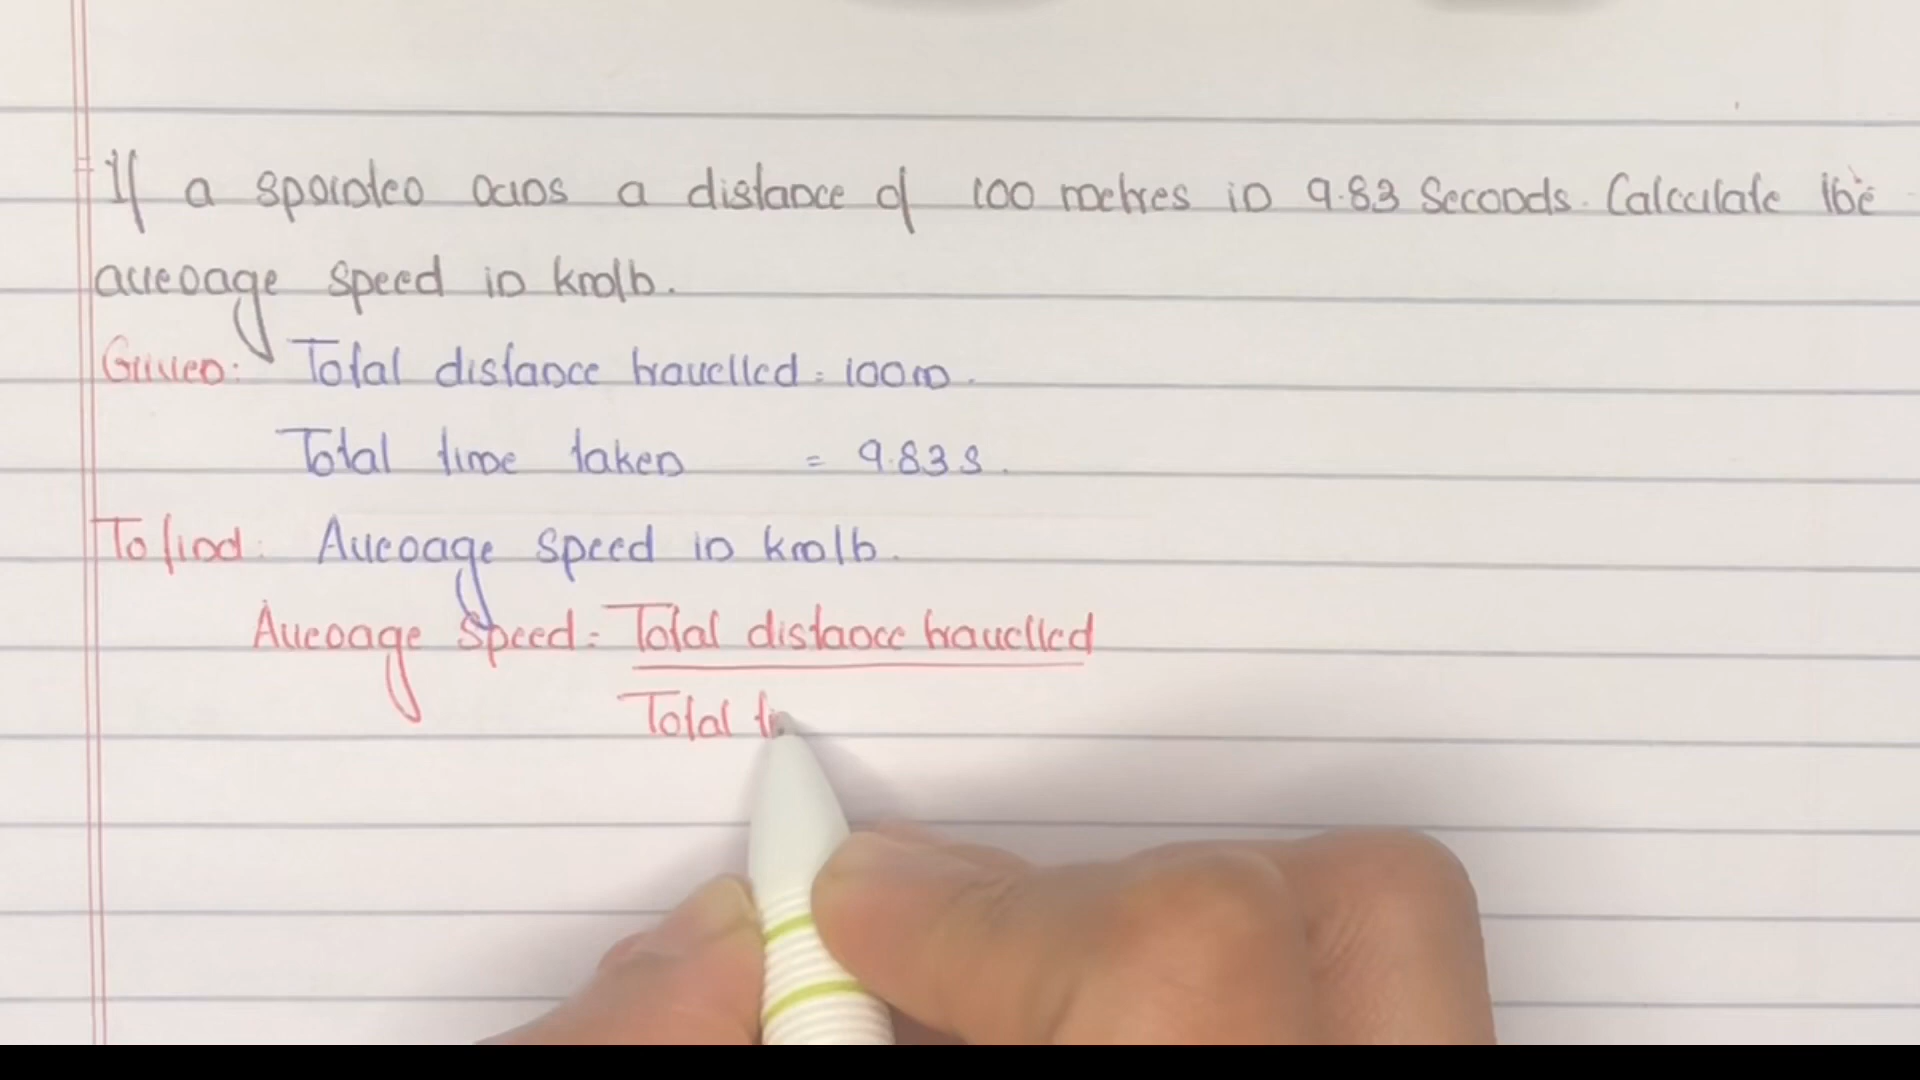 If a sprinter runs a distance of 100 metres in 9.83 Seconds. Calculate the
average speed in km/h.
Given: Total distance travelled = 100m.
Total time taken = 9.83 s.
To find: Average speed in km/h.
Average Speed = Total distance travelled
Total ti